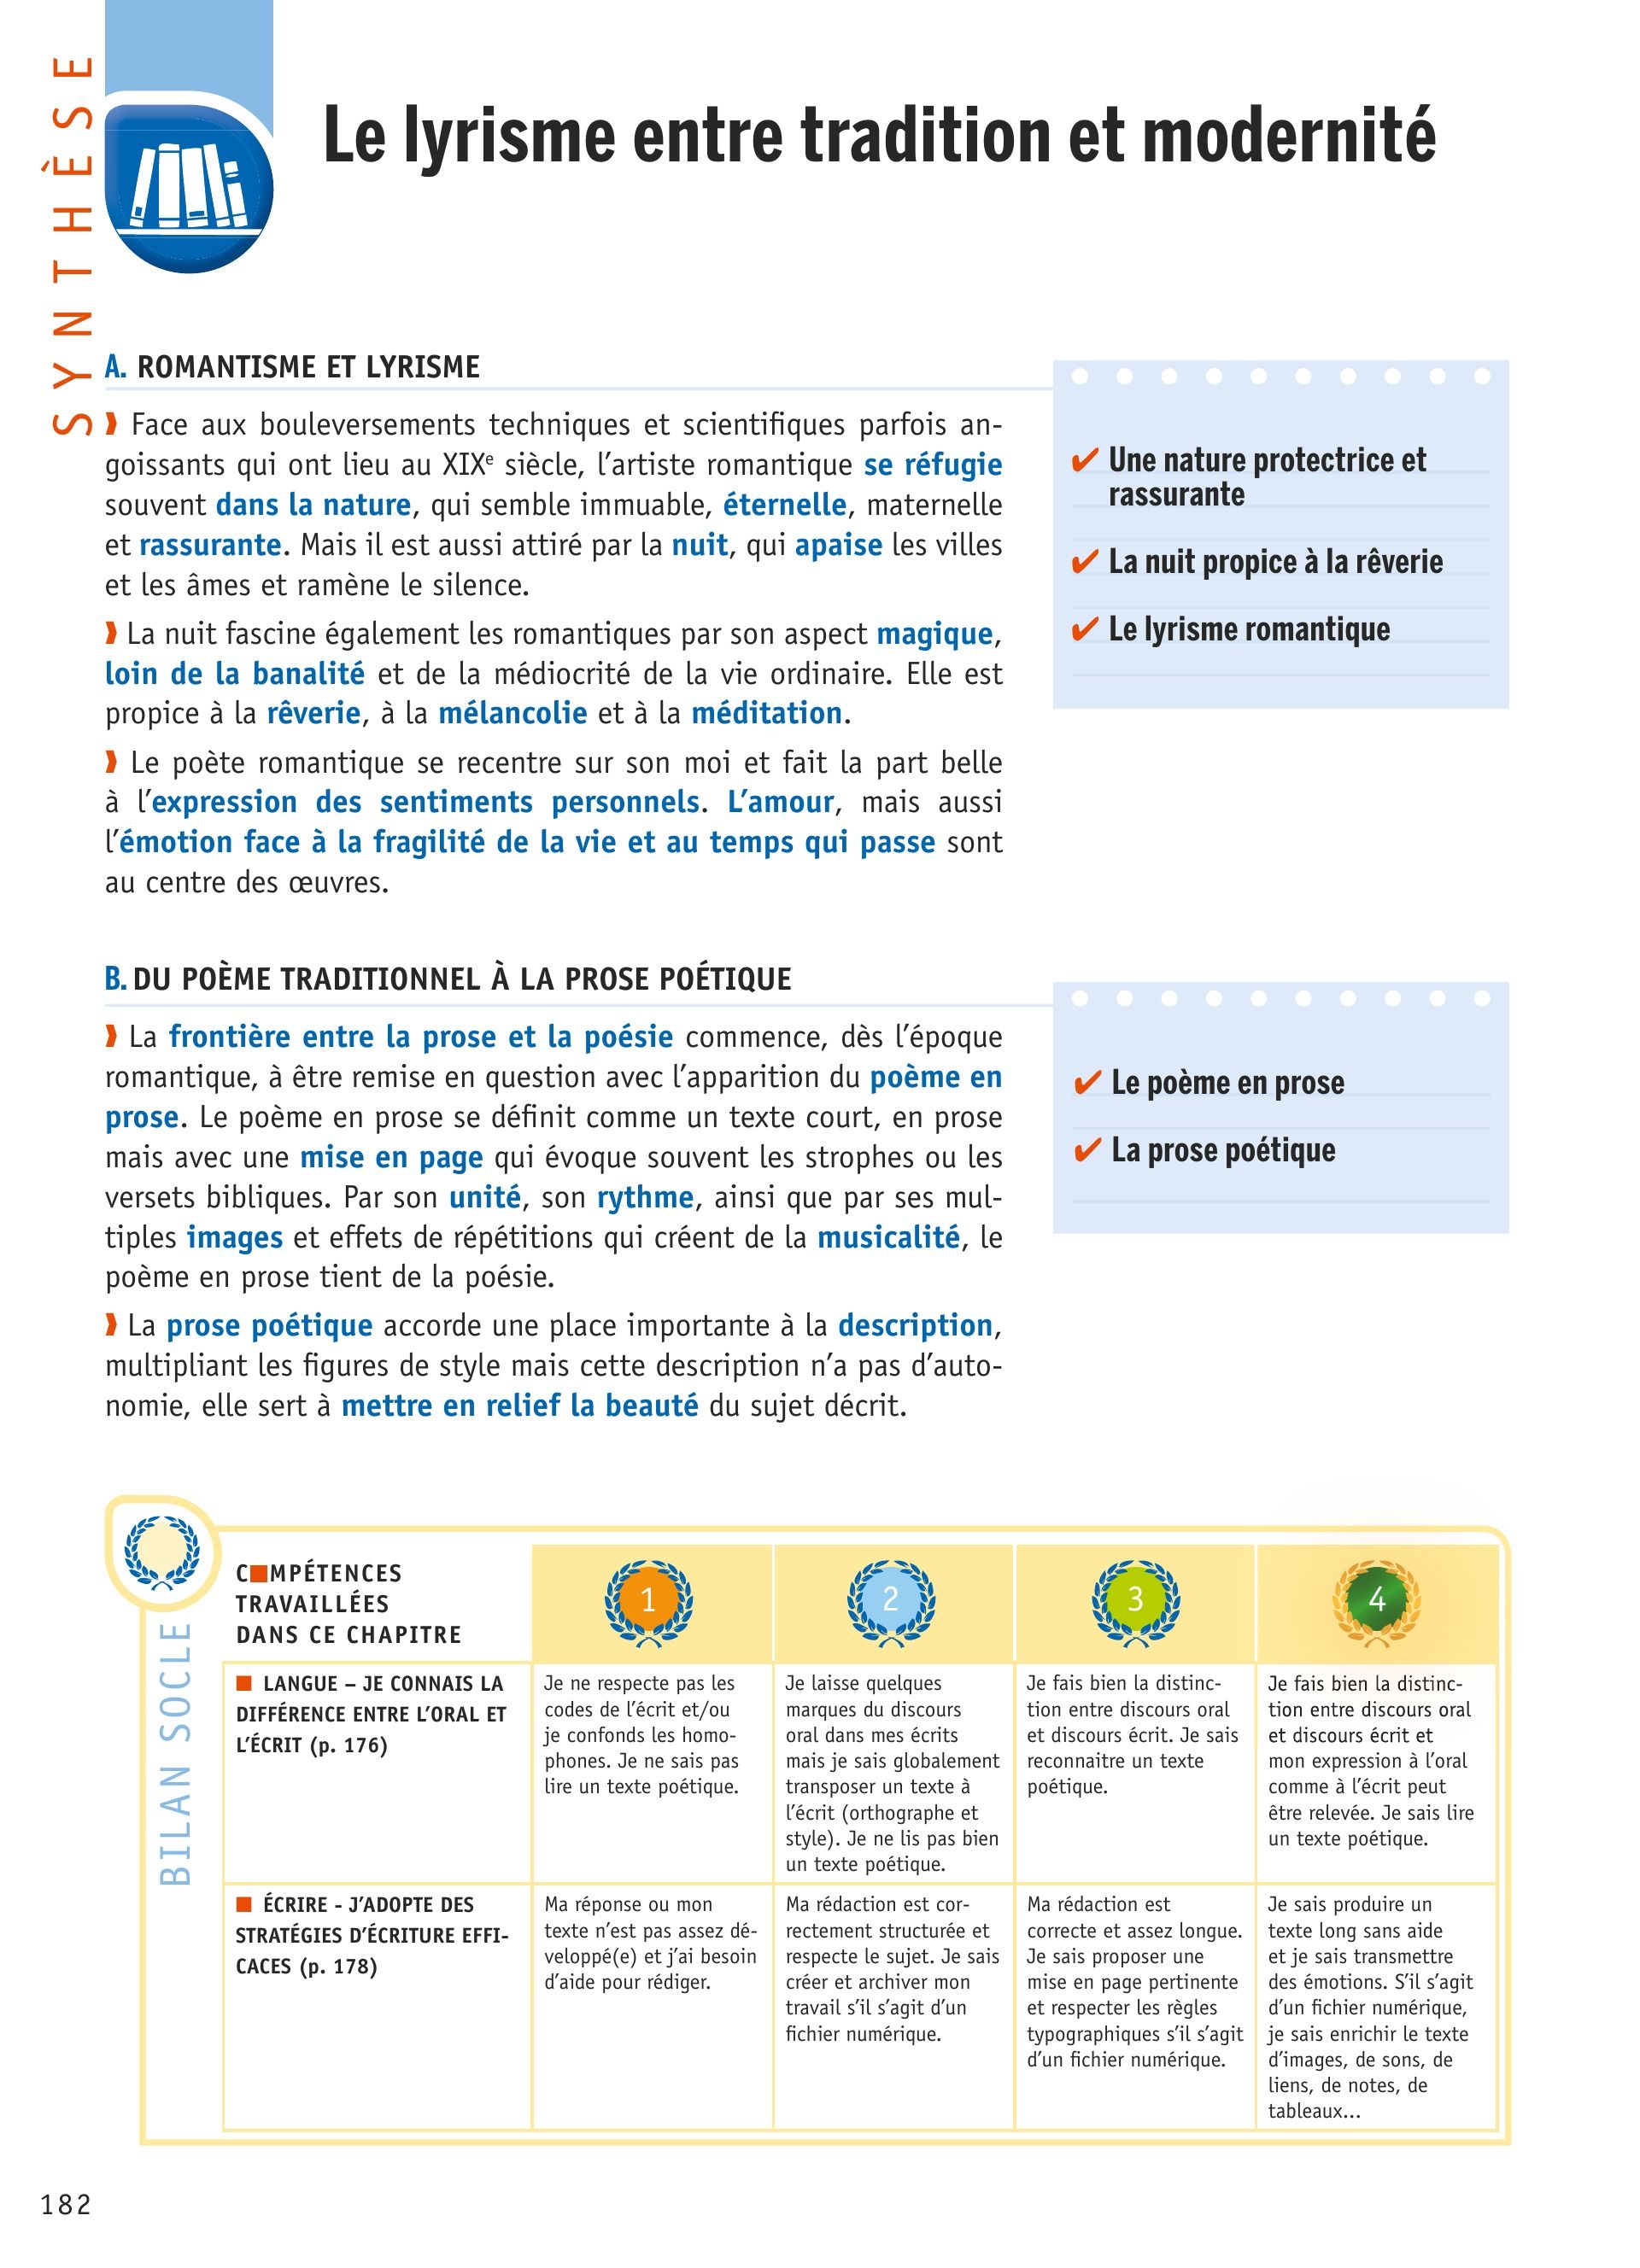 SYNTHÈSE
Le lyrisme entre tradition et modernité
A. ROMANTISME ET LYRISME
❱ Face aux bouleversements techniques et scientifiques parfois an-
goissants qui ont lieu au XIXe siècle, l’artiste romantique se réfugie
souvent dans la nature, qui semble immuable, éternelle, maternelle
et rassurante. Mais il est aussi attiré par la nuit, qui apaise les villes
et les âmes et ramène le silence.
❱ La nuit fascine également les romantiques par son aspect magique,
loin de la banalité et de la médiocrité de la vie ordinaire. Elle est
propice à la rêverie, à la mélancolie et à la méditation.
❱ Le poète romantique se recentre sur son moi et fait la part belle
à l’expression des sentiments personnels. L’amour, mais aussi
l’émotion face à la fragilité de la vie et au temps qui passe sont
au centre des œuvres.
✔ Une nature protectrice et
rassurante
✔ La nuit propice à la rêverie
✔ Le lyrisme romantique
B. DU POÈME TRADITIONNEL À LA PROSE POÉTIQUE
❱ La frontière entre la prose et la poésie commence, dès l’époque
romantique, à être remise en question avec l’apparition du poème en
prose. Le poème en prose se définit comme un texte court, en prose
mais avec une mise en page qui évoque souvent les strophes ou les
versets bibliques. Par son unité, son rythme, ainsi que par ses mul-
tiples images et effets de répétitions qui créent de la musicalité, le
poème en prose tient de la poésie.
❱ La prose poétique accorde une place importante à la description,
multipliant les figures de style mais cette description n’a pas d’auto-
nomie, elle sert à mettre en relief la beauté du sujet décrit.
✔ Le poème en prose
✔ La prose poétique
BILAN SOCLE
C■MPÉTENCES
TRAVAILLÉES
DANS CE CHAPITRE
1
2
3
4
■ LANGUE – JE CONNAIS LA
DIFFÉRENCE ENTRE L’ORAL ET
L’ÉCRIT (p. 176)
Je ne respecte pas les
codes de l’écrit et/ou
je confonds les homo-
phones. Je ne sais pas
lire un texte poétique.
Je laisse quelques
marques du discours
oral dans mes écrits
mais je sais globalement
transposer un texte à
l’écrit (orthographe et
style). Je ne lis pas bien
un texte poétique.
Je fais bien la distinc-
tion entre discours oral
et discours écrit. Je sais
reconnaitre un texte
poétique.
Je fais bien la distinc-
tion entre discours oral
et discours écrit et
mon expression à l’oral
comme à l’écrit peut
être relevée. Je sais lire
un texte poétique.
■ ÉCRIRE - J’ADOPTE DES
STRATÉGIES D’ÉCRITURE EFFI-
CACES (p. 178)
Ma réponse ou mon
texte n’est pas assez dé-
veloppé(e) et j’ai besoin
d’aide pour rédiger.
Ma rédaction est cor-
rectement structurée et
respecte le sujet. Je sais
créer et archiver mon
travail s’il s’agit d’un
fichier numérique.
Ma rédaction est
correcte et assez longue.
Je sais proposer une
mise en page pertinente
et respecter les règles
typographiques s’il s’agit
d’un fichier numérique.
Je sais produire un
texte long sans aide
et je sais transmettre
des émotions. S’il s’agit
d’un fichier numérique,
je sais enrichir le texte
d’images, de sons, de
liens, de notes, de
tableaux...
182